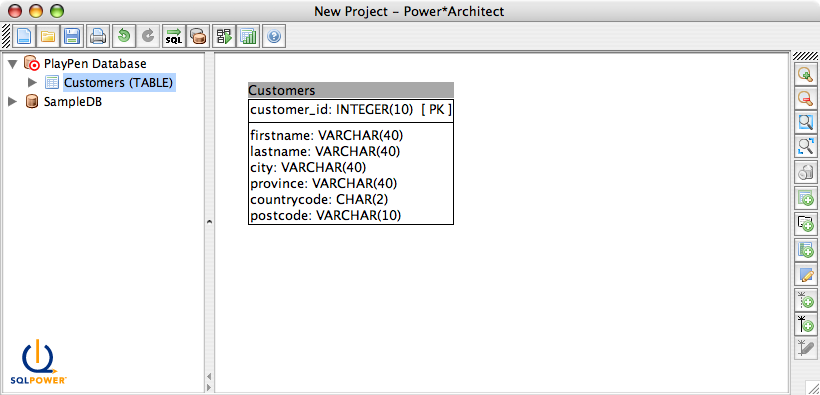 New Project - Power*Architect
SQL
PlayPen Database
Customers (TABLE)
SampleDB
Customers
customer_id: INTEGER(10) [ PK ]
firstname: VARCHAR(40)
lastname: VARCHAR(40)
city: VARCHAR(40)
province: VARCHAR(40)
countrycode: CHAR(2)
postcode: VARCHAR(10)
SQLPOWER